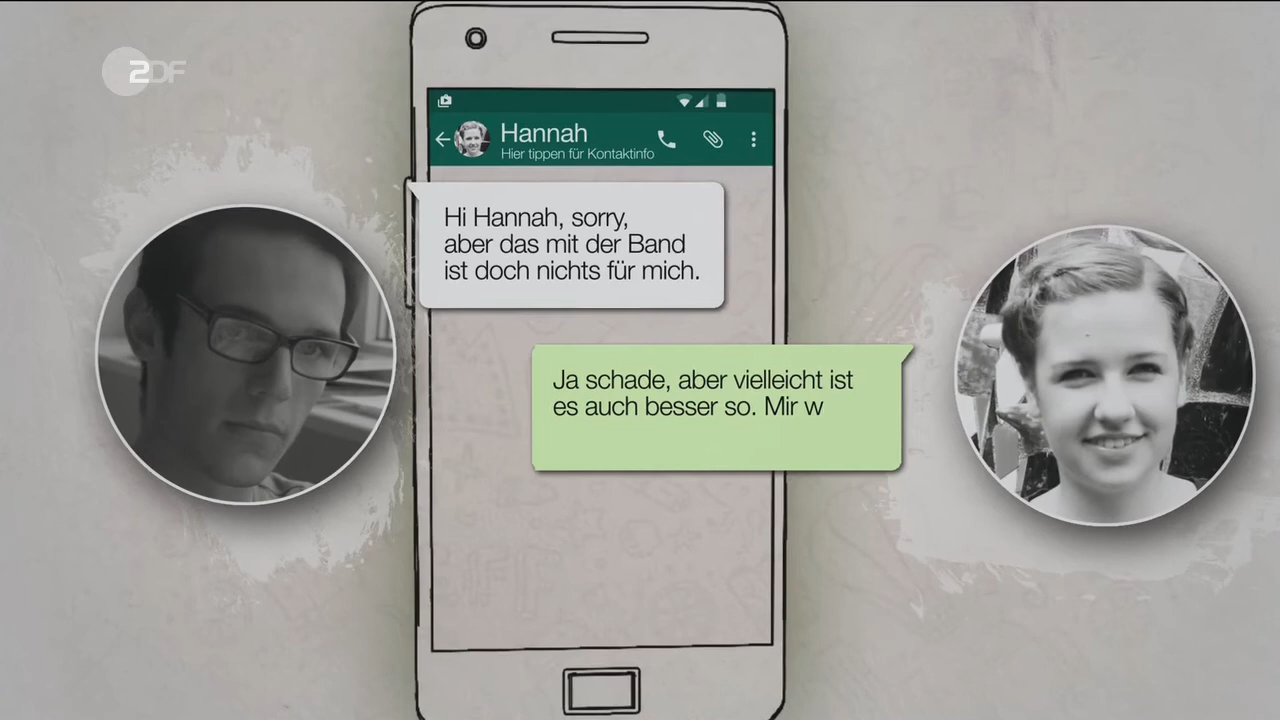 ZDF
Hannah
Hier tippen für Kontaktinfo
Hi Hannah, sorry,
aber das mit der Band
ist doch nichts für mich.
Ja schade, aber vielleicht ist
es auch besser so. Mir w